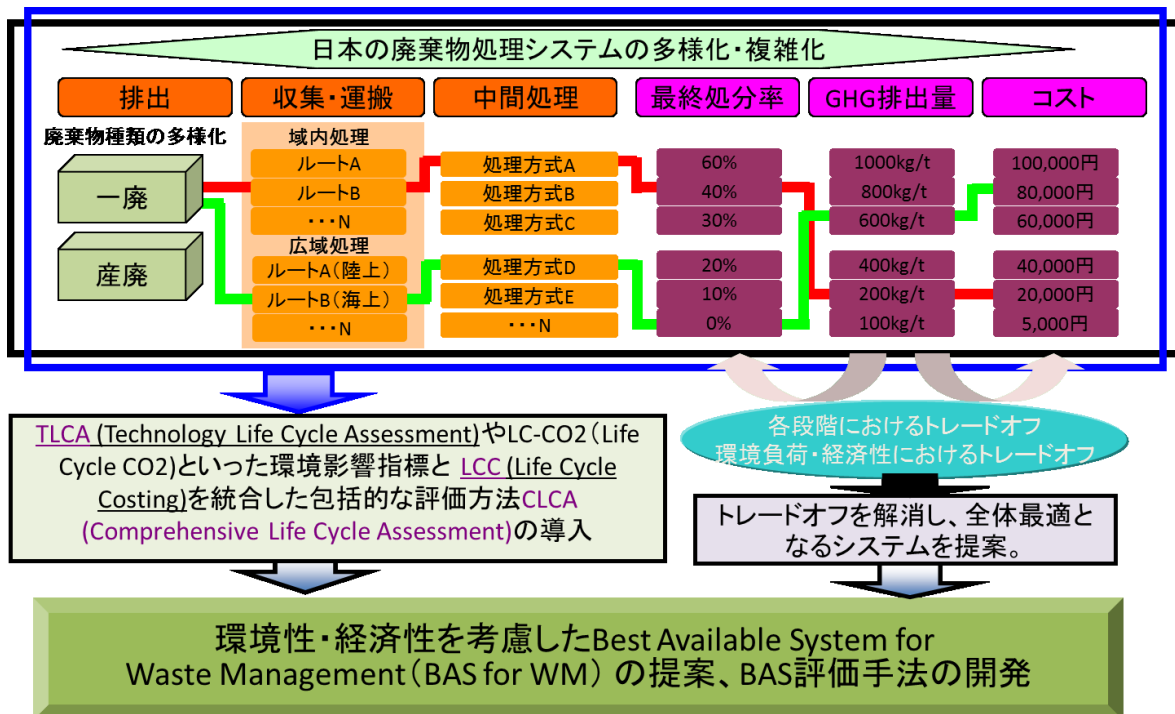 日本の廃棄物処理システムの多様化・複雑化
排出
収集・運搬
中間処理
最終処分率
GHG排出量
コスト
廃棄物種類の多様化
一廃
産廃
域内処理
ルートA
ルートB
・・・N
広域処理
ルートA(陸上)
ルートB(海上)
・・・N
処理方式A
処理方式B
処理方式C
処理方式D
処理方式E
・・・N
60%
40%
30%
20%
10%
0%
1000kg/t
800kg/t
600kg/t
400kg/t
200kg/t
100kg/t
100,000円
80,000円
60,000円
40,000円
20,000円
5,000円
TLCA (Technology Life Cycle Assessment)やLC-CO2(Life
Cycle CO2)といった環境影響指標と LCC (Life Cycle
Costing)を統合した包括的な評価方法CLCA
(Comprehensive Life Cycle Assessment)の導入
各段階におけるトレードオフ
環境負荷・経済性におけるトレードオフ
トレードオフを解消し、全体最適と
なるシステムを提案。
環境性・経済性を考慮したBest Available System for
Waste Management(BAS for WM) の提案、BAS評価手法の開発